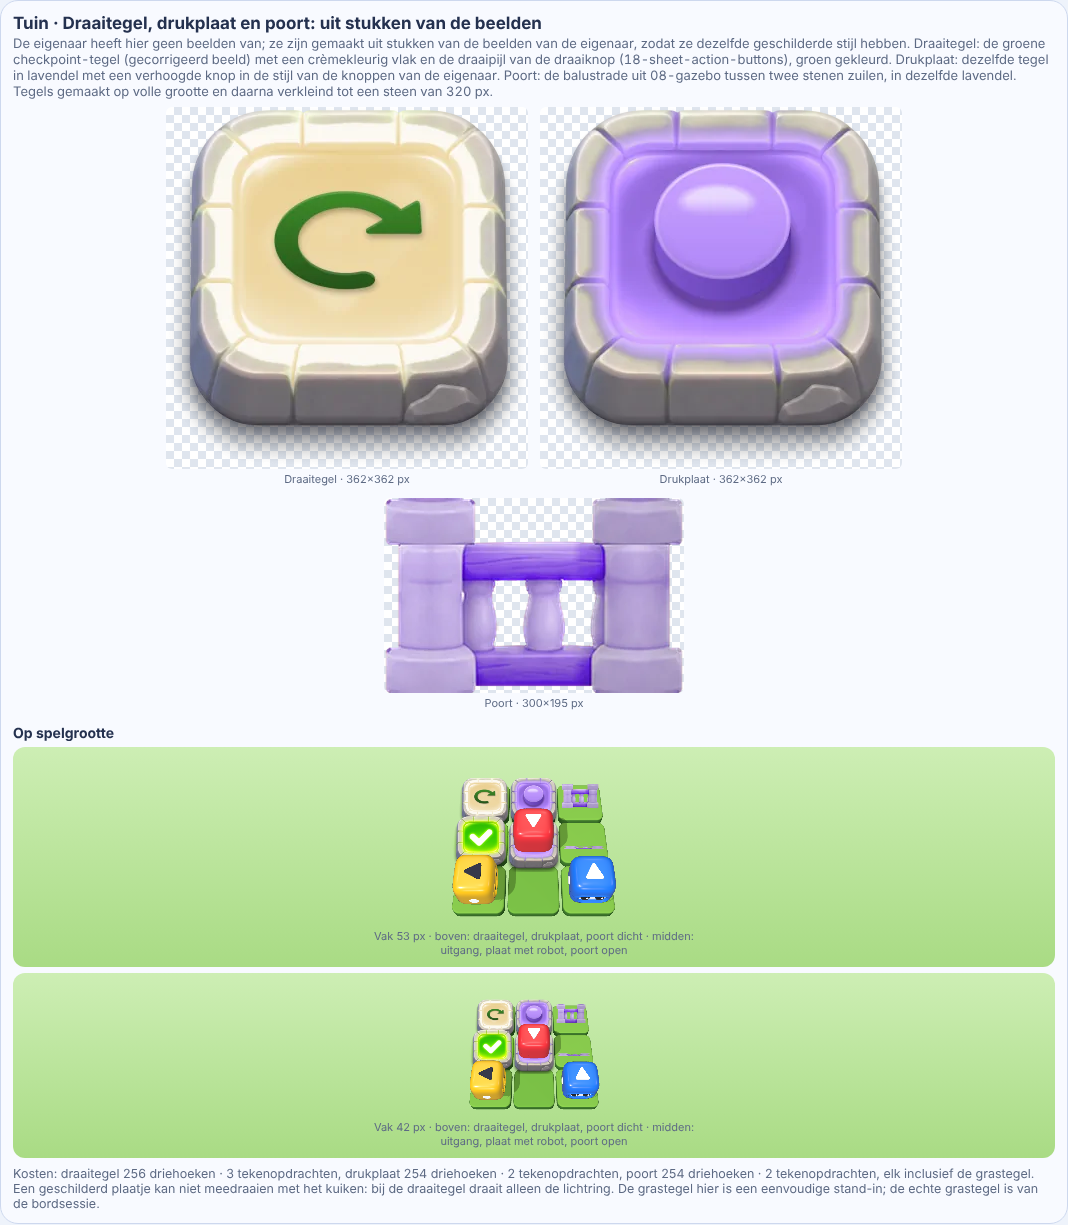 Tuin · Draaitegel, drukplaat en poort: uit stukken van de beelden
De eigenaar heeft hier geen beelden van; ze zijn gemaakt uit stukken van de beelden van de eigenaar, zodat ze dezelfde geschilderde stijl hebben. Draaitegel: de groene
checkpoint-tegel (gecorrigeerd beeld) met een crèmekleurig vlak en de draaipijl van de draaiknop (18-sheet-action-buttons), groen gekleurd. Drukplaat: dezelfde tegel
in lavendel met een verhoogde knop in de stijl van de knoppen van de eigenaar. Poort: de balustrade uit 08-gazebo tussen twee stenen zuilen, in dezelfde lavendel.
Tegels gemaakt op volle grootte en daarna verkleind tot een steen van 320 px.
Draaitegel · 362×362 px
Drukplaat · 362×362 px
Poort · 300×195 px
Op spelgrootte
Vak 53 px · boven: draaitegel, drukplaat, poort dicht · midden:
uitgang, plaat met robot, poort open
Vak 42 px · boven: draaitegel, drukplaat, poort dicht · midden:
uitgang, plaat met robot, poort open
Kosten: draaitegel 256 driehoeken · 3 tekenopdrachten, drukplaat 254 driehoeken · 2 tekenopdrachten, poort 254 driehoeken · 2 tekenopdrachten, elk inclusief de grastegel.
Een geschilderd plaatje kan niet meedraaien met het kuiken: bij de draaitegel draait alleen de lichtring. De grastegel hier is een eenvoudige stand-in; de echte grastegel is van
de bordsessie.